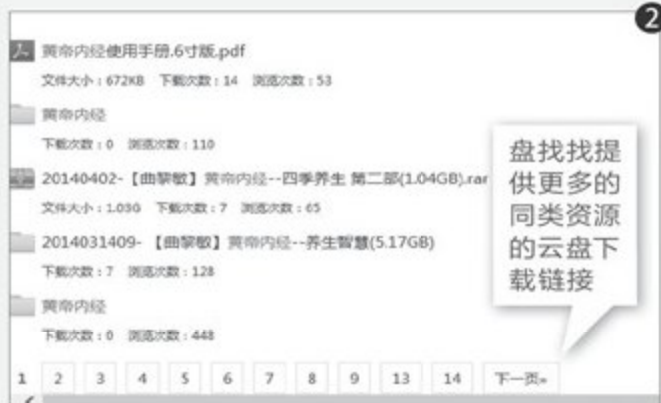 2
黄帝内经使用手册.6寸版.pdf
文件大小：672KB 下载次数：14 浏览次数：53
黄帝内经
下载次数：0 浏览次数：110
20140402-【曲黎敏】黄帝内经--四季养生 第二部(1.04GB).rar
文件大小：1.03G 下载次数：7 浏览次数：65
2014031409- 【曲黎敏】黄帝内经--养生智慧(5.17GB)
下载次数：7 浏览次数：128
黄帝内经
下载次数：0 浏览次数：448
盘找找提
供更多的
同类资源
的云盘下
载链接
1 2 3 4 5 6 7 8 9 13 14 下一页»